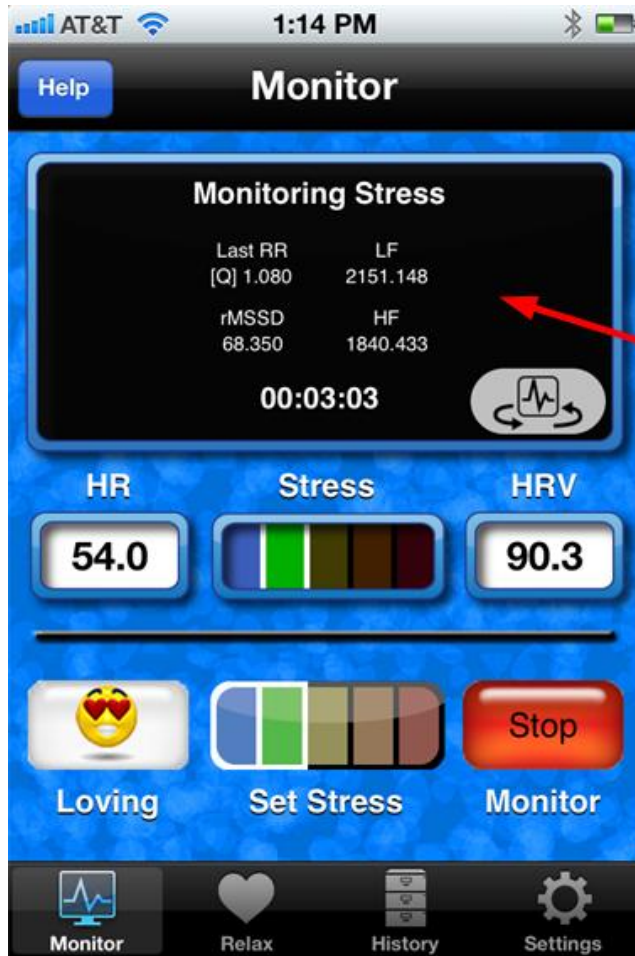 AT&T 1:14 PM
Help Monitor
Monitoring Stress
Last RR LF
[Q] 1.080 2151.148
rMSSD HF
68.350 1840.433
00:03:03
HR Stress HRV
54.0 90.3
Stop
Loving Set Stress Monitor
Monitor Relax History Settings